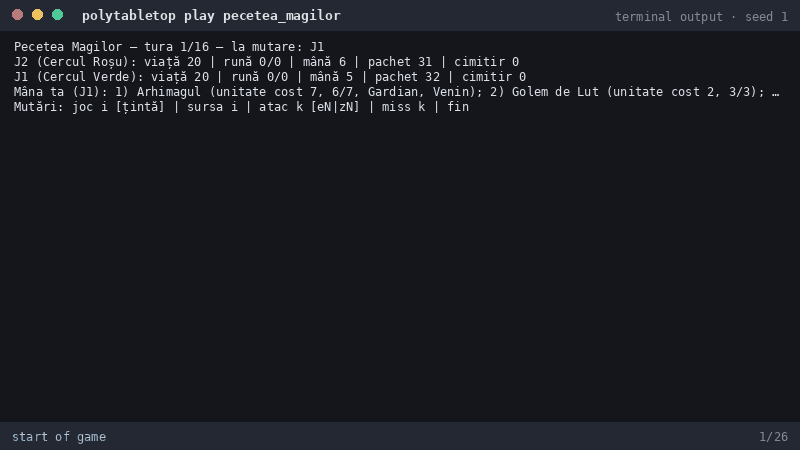 polytabletop play pecetea_magilor
terminal output · seed 1
Pecetea Magilor — tura 1/16 — la mutare: J1
J2 (Cercul Roșu): viață 20 | rună 0/0 | mână 6 | pachet 31 | cimitir 0
J1 (Cercul Verde): viață 20 | rună 0/0 | mână 5 | pachet 32 | cimitir 0
Mâna ta (J1): 1) Arhimagul (unitate cost 7, 6/7, Gardian, Venin); 2) Golem de Lut (unitate cost 2, 3/3); …
Mutări: joc i [țintă] | sursa i | atac k [eN|zN] | miss k | fin
start of game
1/26